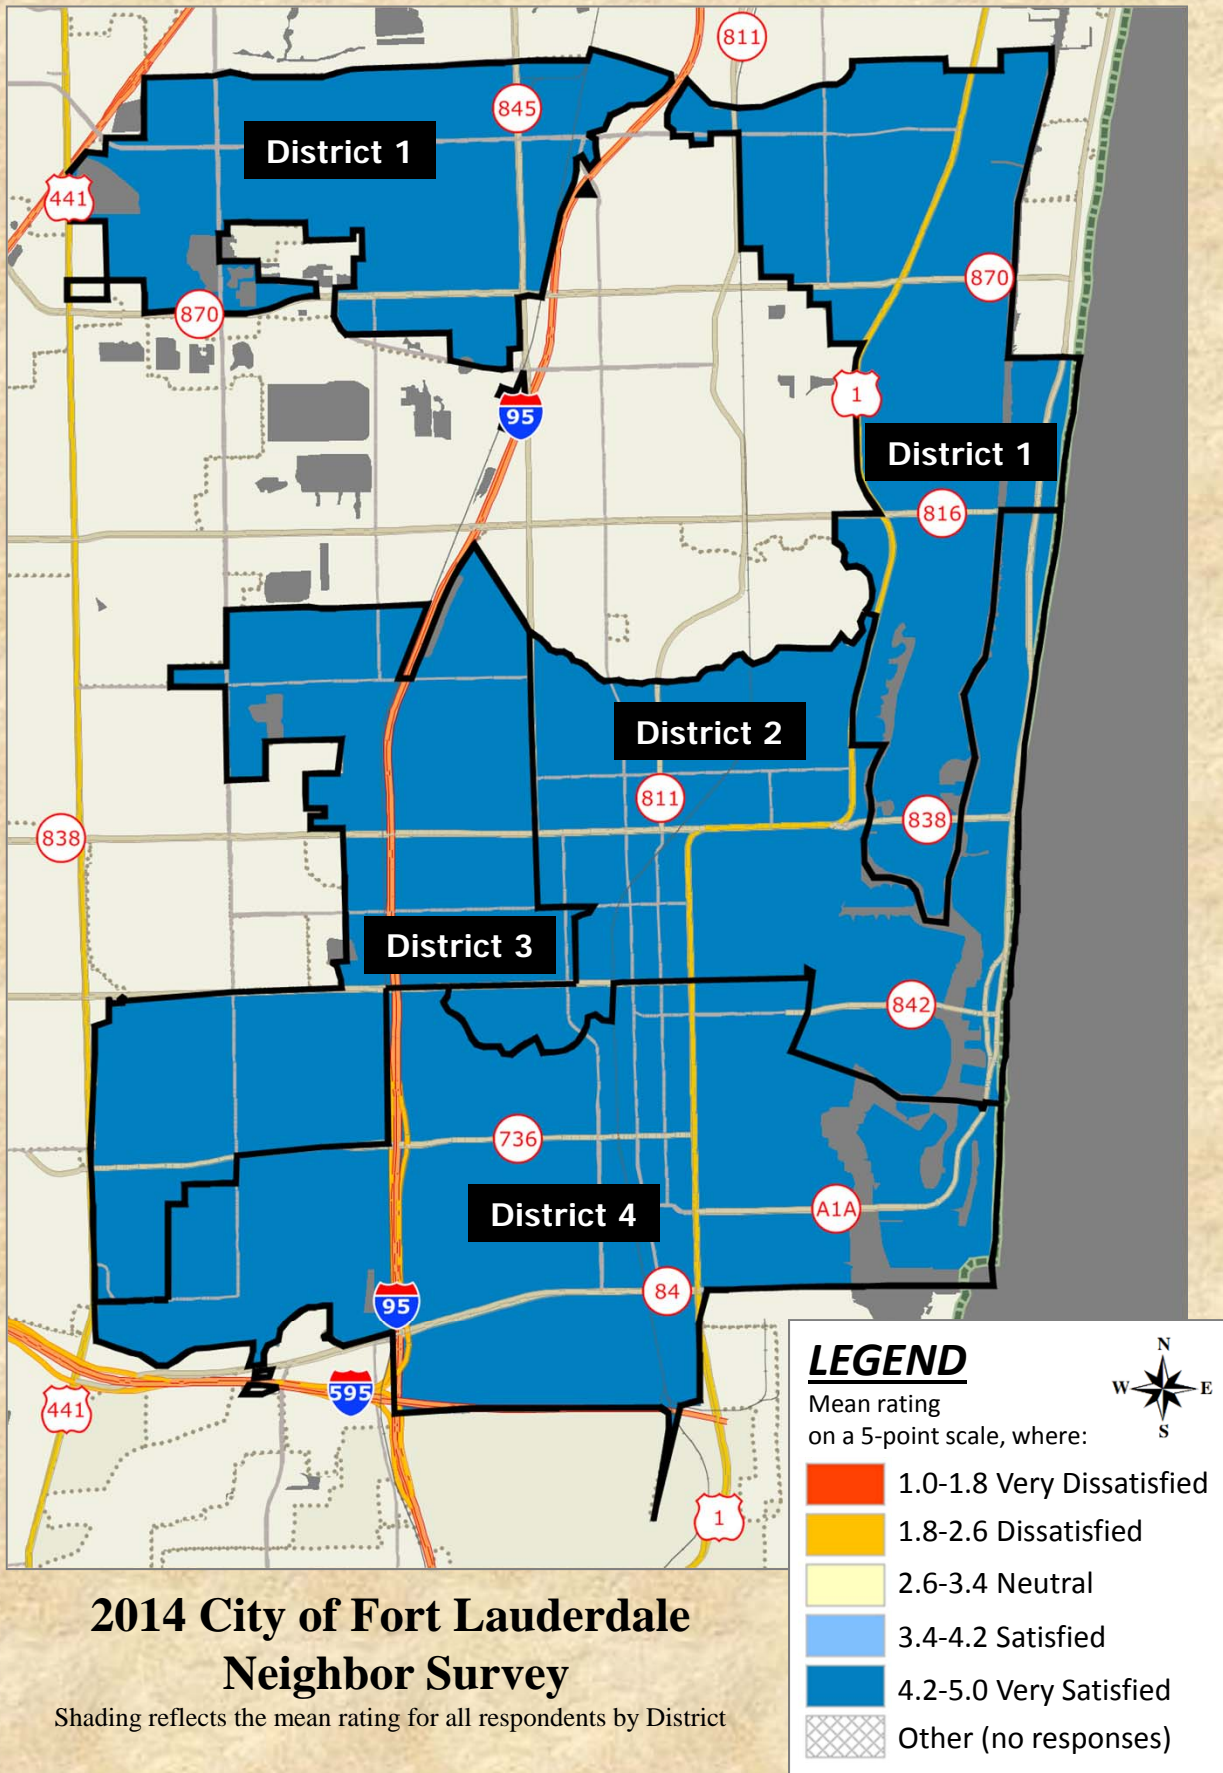 811
845
District 1
441
870
870
1
95
District 1
816
District 2
811
838
838
District 3
842
736
District 4
A1A
84
95
595
441
1
LEGEND
N
W E
S
Mean rating
on a 5-point scale, where:
1.0-1.8 Very Dissatisfied
1.8-2.6 Dissatisfied
2.6-3.4 Neutral
3.4-4.2 Satisfied
4.2-5.0 Very Satisfied
Other (no responses)
2014 City of Fort Lauderdale
Neighbor Survey
Shading reflects the mean rating for all respondents by District